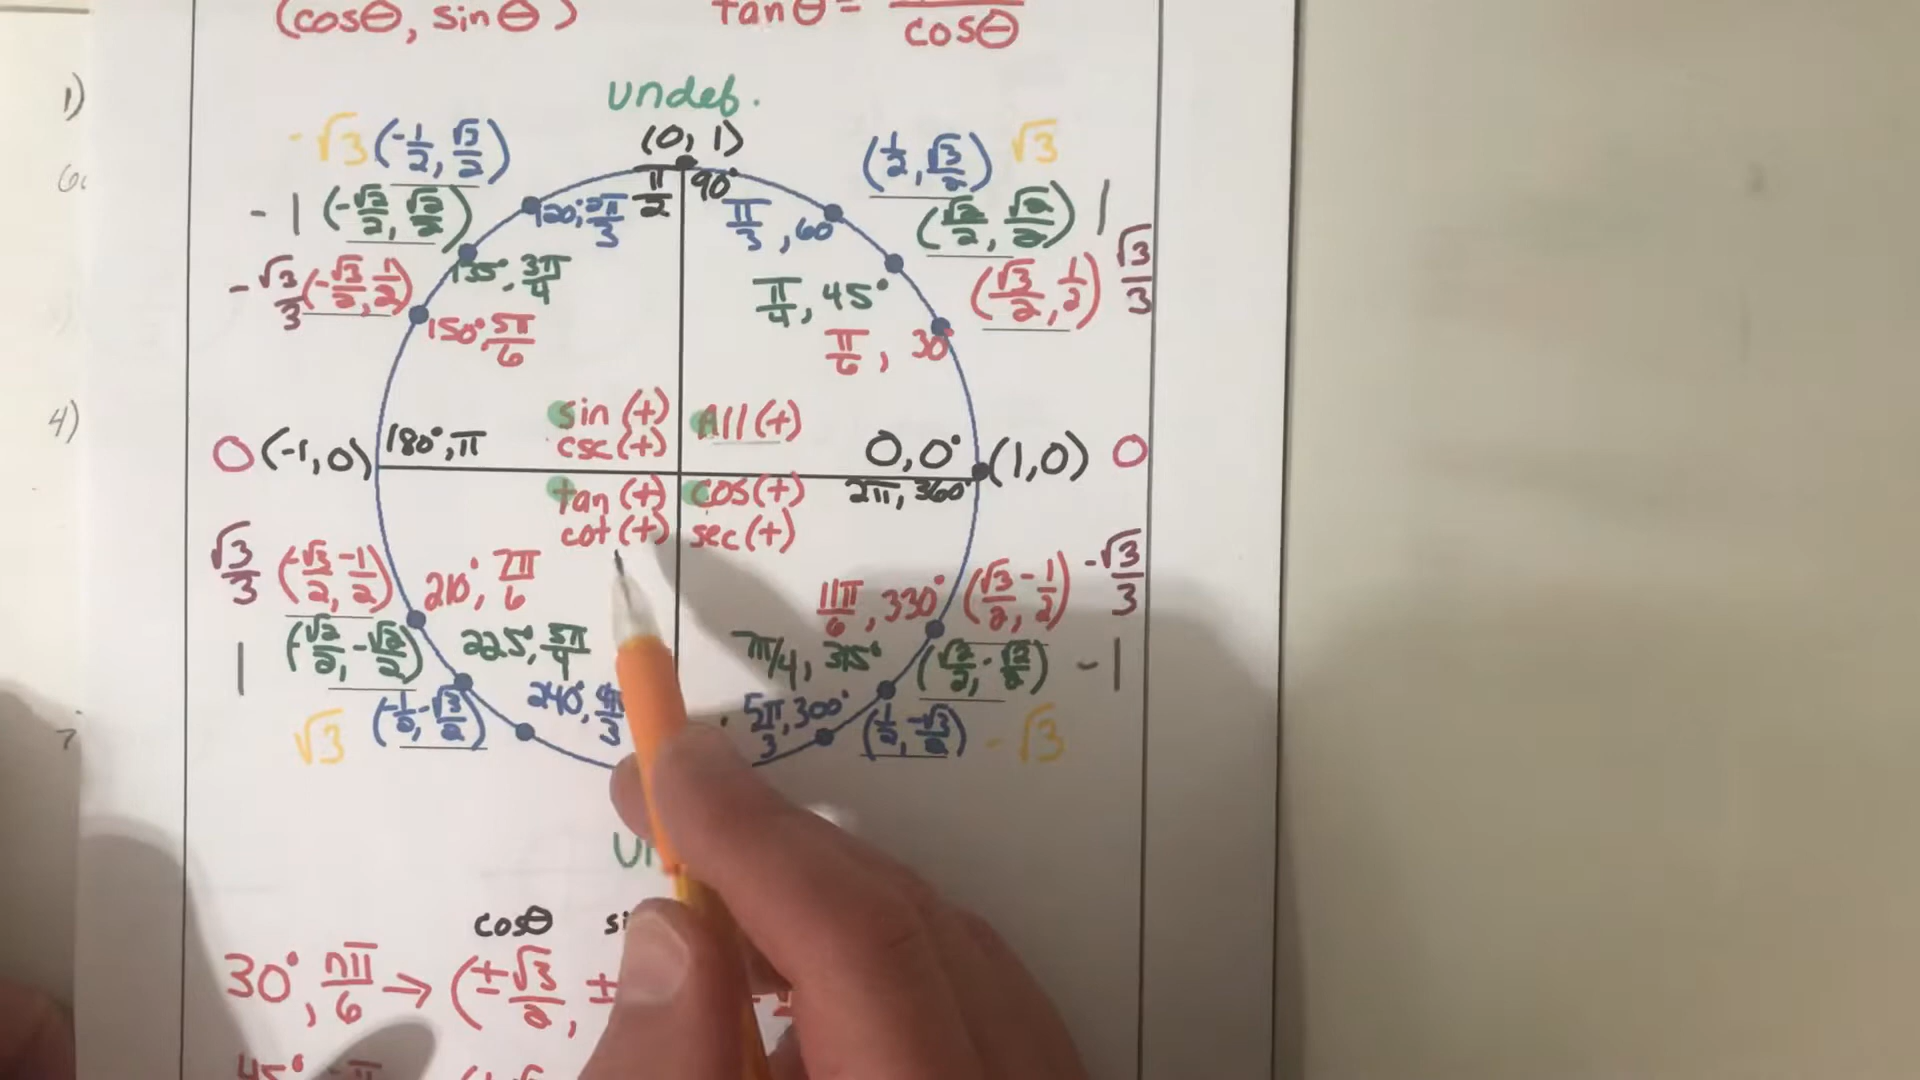 (cosθ, sinθ)
tanθ =
cosθ
1)
undef.
(0, 1)
-√3 (-1/2, √3/2)
(1/2, √3/2) √3
π/2 90°
120°, 2π/3
π/3, 60
-1 (-√2/2, √2/2)
(√2/2, √2/2) 1
135°, 3π/4
π/4, 45°
-√3/3 (-√3/2, 1/2)
(√3/2, 1/2) √3/3
150°, 5π/6
π/6, 30°
4)
sin (+)
All (+)
csc (+)
0 (-1, 0) 180°, π
0, 0° (1, 0) 0
2π, 360°
tan (+)
cos (+)
cot (+)
sec (+)
√3/3 (-√3/2, -1/2) 210°, 7π/6
11π/6, 330° (√3/2, -1/2) -√3/3
1 (-√2/2, -√2/2) 225°, 5π/4
7π/4, 315° (√2/2, -√2/2) -1
√3 (-1/2, -√3/2) 240°, 4π/3
5π/3, 300° (1/2, -√3/2) -√3
7
cosθ
30°, nπ/6 → (±√3/2, ±
45°